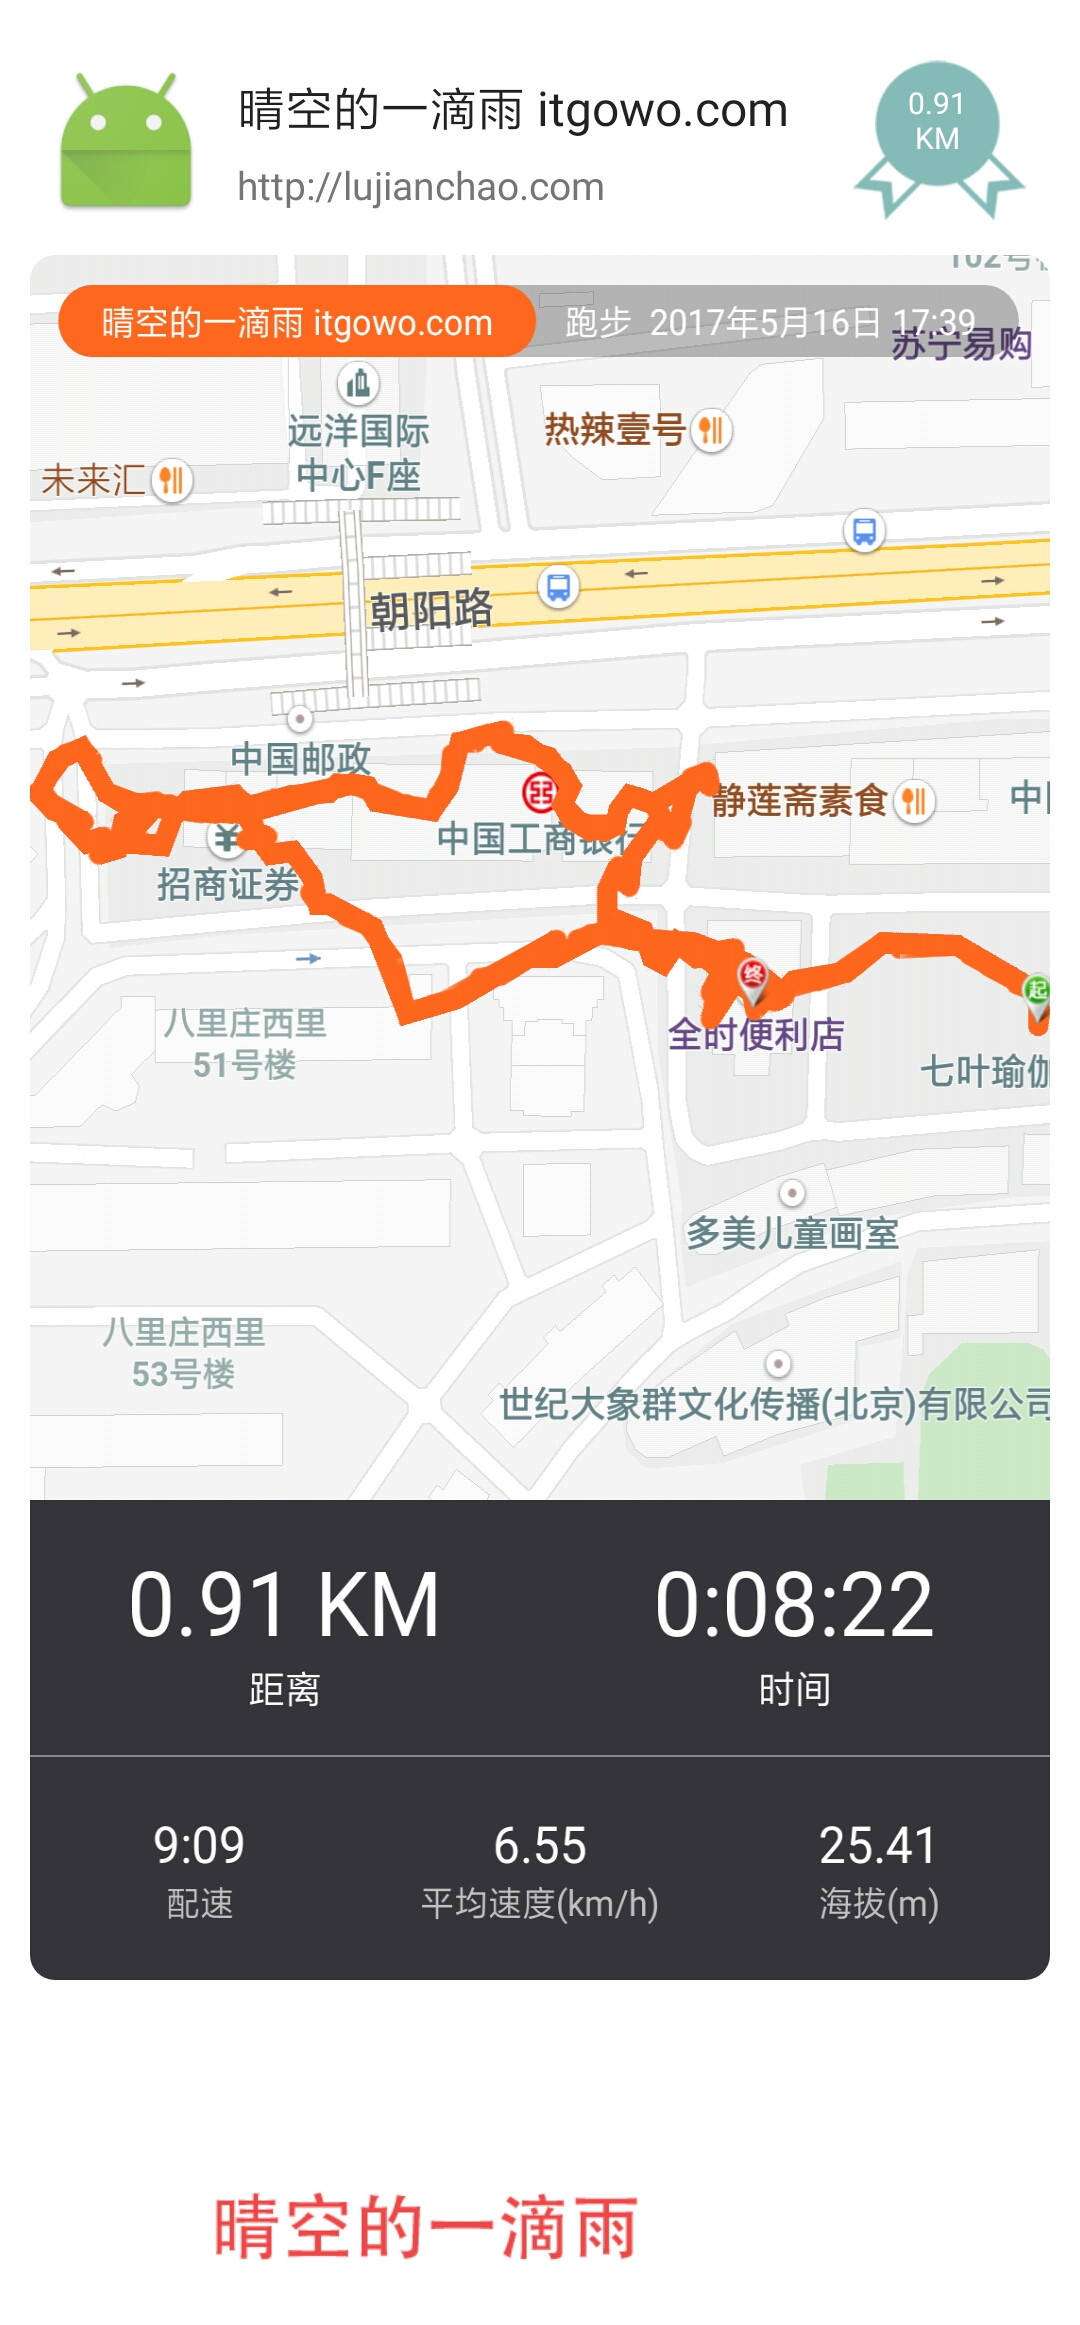 晴空的一滴雨 itgowo.com
http://lujianchao.com
0.91
KM
晴空的一滴雨 itgowo.com
跑步 2017年5月16日 17:39
苏宁易购
远洋国际
中心F座
热辣壹号
未来汇
朝阳路
中国邮政
静莲斋素食
中国工商银行
¥
招商证券
终
起
全时便利店
八里庄西里
51号楼
七叶瑜伽
多美儿童画室
八里庄西里
53号楼
世纪大象群文化传播(北京)有限公司
0.91 KM
0:08:22
距离
时间
9:09
6.55
25.41
配速
平均速度(km/h)
海拔(m)
晴空的一滴雨